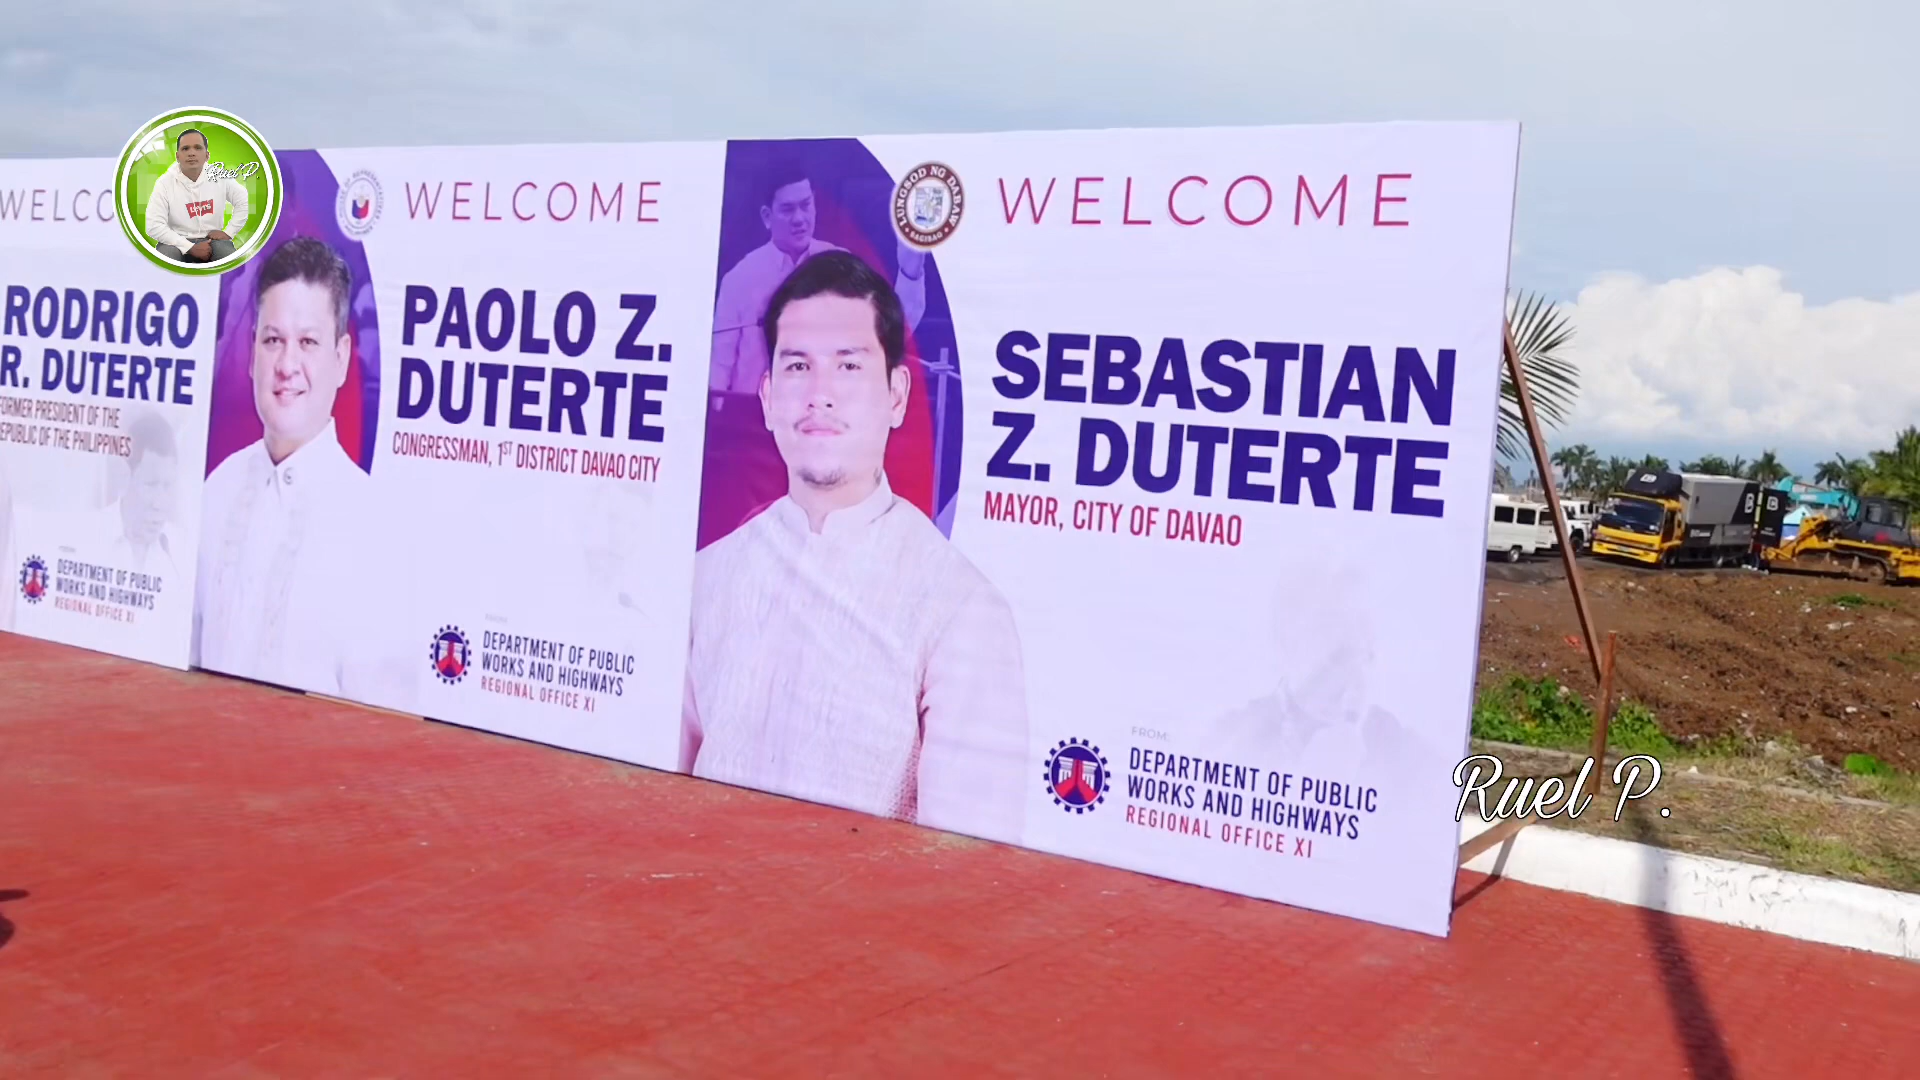 Ruel P.
LEVI'S
WELCO
RODRIGO
R. DUTERTE
FORMER PRESIDENT OF THE
REPUBLIC OF THE PHILIPPINES
DEPARTMENT OF PUBLIC
WORKS AND HIGHWAYS
REGIONAL OFFICE XI
WELCOME
PAOLO Z.
DUTERTE
CONGRESSMAN, 1ST DISTRICT DAVAO CITY
DEPARTMENT OF PUBLIC
WORKS AND HIGHWAYS
REGIONAL OFFICE XI
LUNGSOD NG DABAW
SAGISAG
WELCOME
SEBASTIAN
Z. DUTERTE
MAYOR, CITY OF DAVAO
FROM:
DEPARTMENT OF PUBLIC
WORKS AND HIGHWAYS
REGIONAL OFFICE XI
Ruel P.